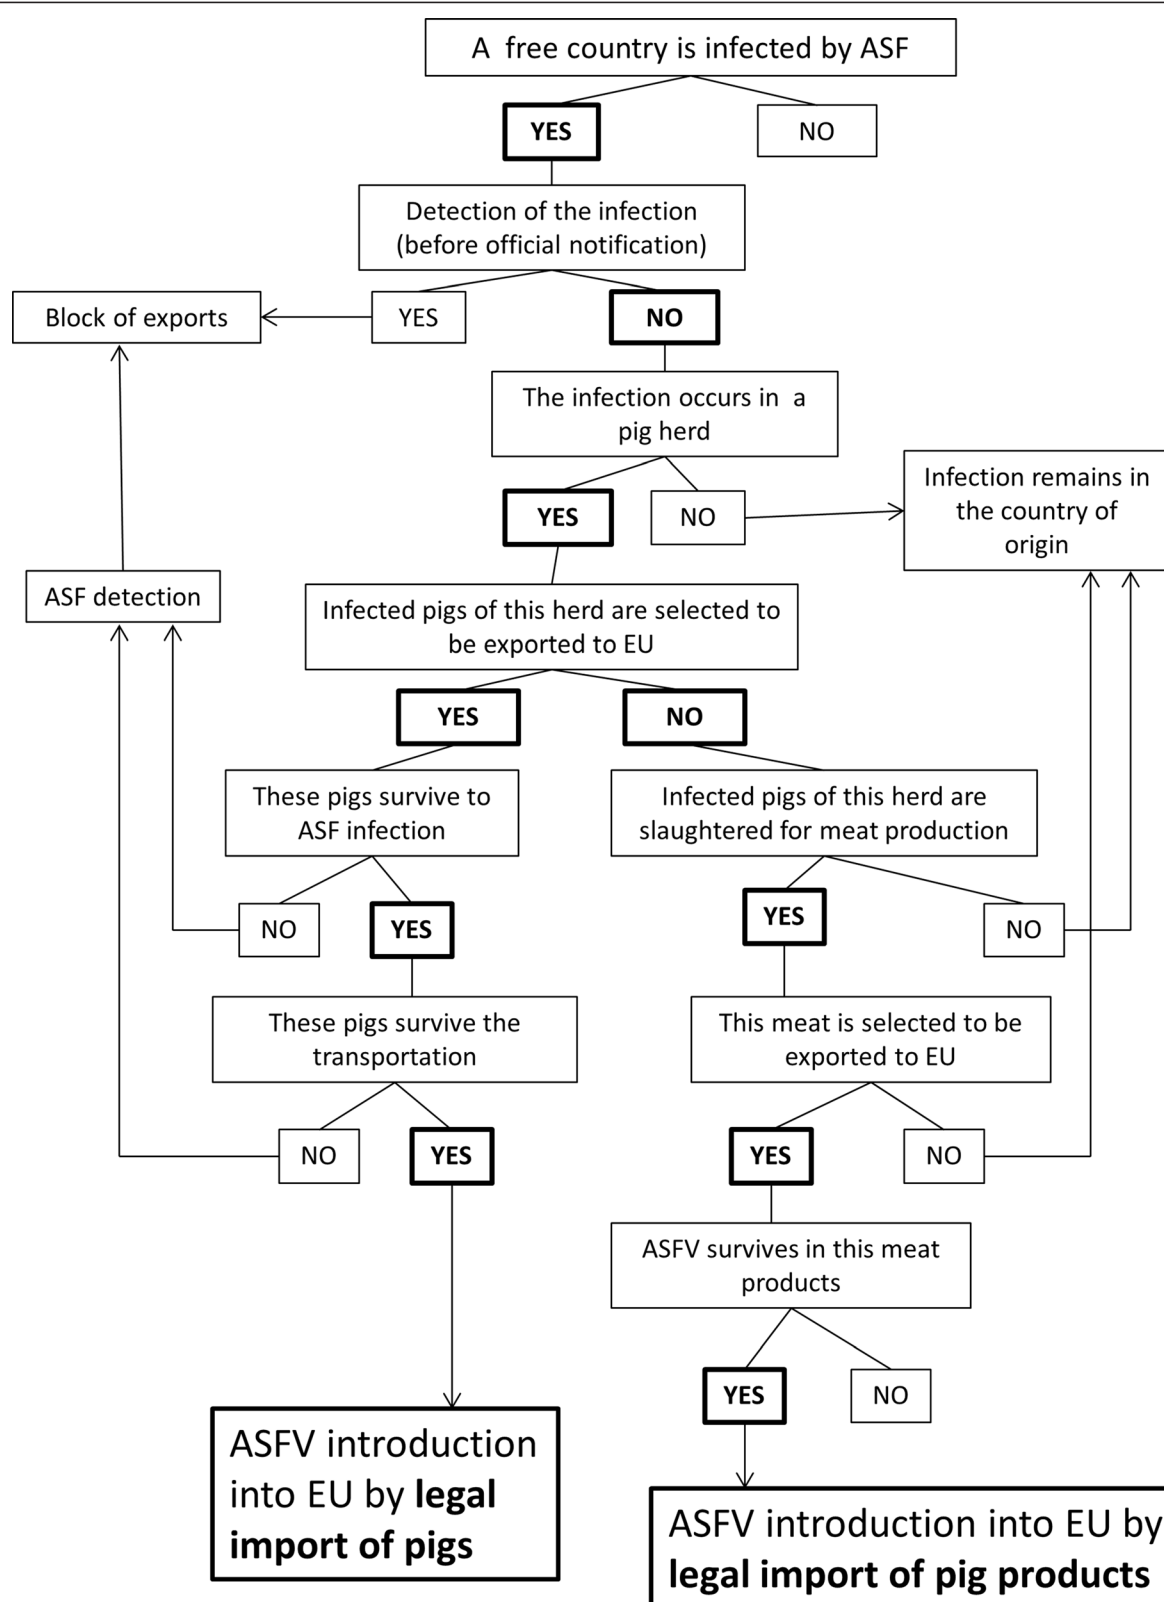 A  free country is infected by ASF
YES
NO
Detection of the infection
(before official notification)
Block of exports
YES
NO
The infection occurs in  a
pig herd
YES
NO
Infection remains in
the country of
origin
ASF detection
Infected pigs of this herd are selected to
be exported to EU
YES
NO
These pigs survive to
ASF infection
Infected pigs of this herd are
slaughtered for meat production
NO
YES
YES
NO
These pigs survive the
transportation
This meat is selected to be
exported to EU
NO
YES
YES
NO
ASFV survives in this meat
products
YES
NO
ASFV introduction
into EU by legal
import of pigs
ASFV introduction into EU by
legal import of pig products